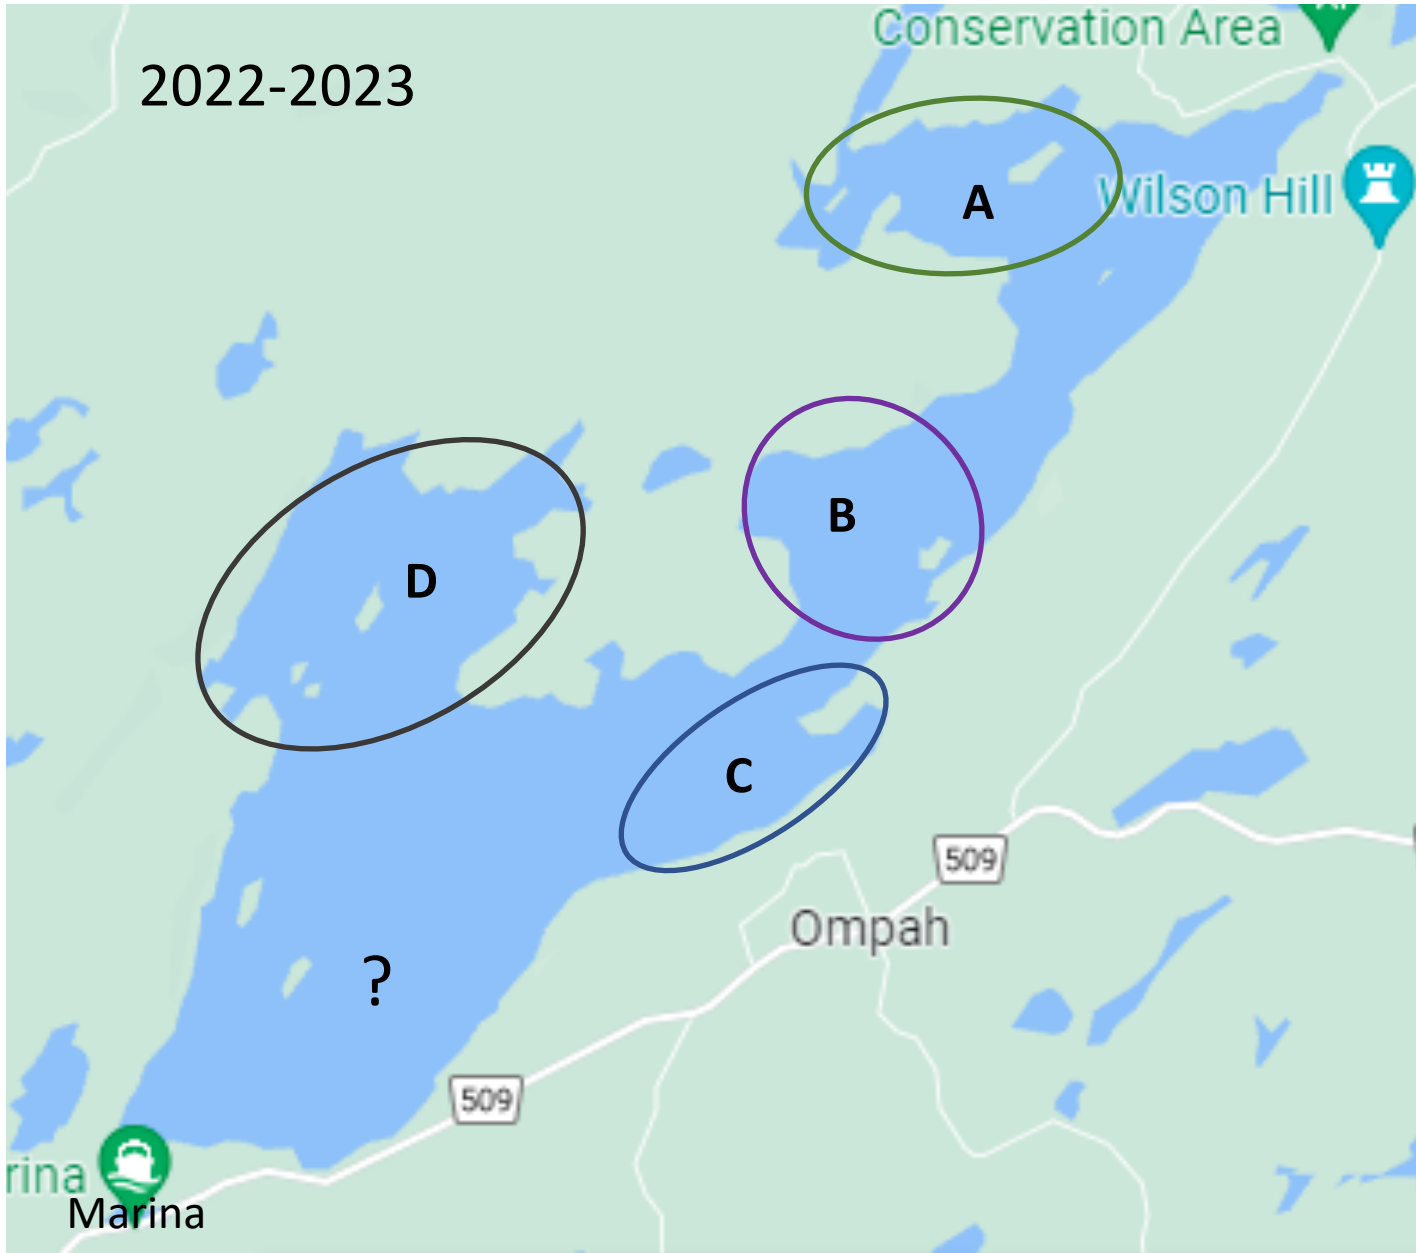 Conservation Area
2022-2023
A
Wilson Hill
B
D
C
509
Ompah
?
509
rina
Marina